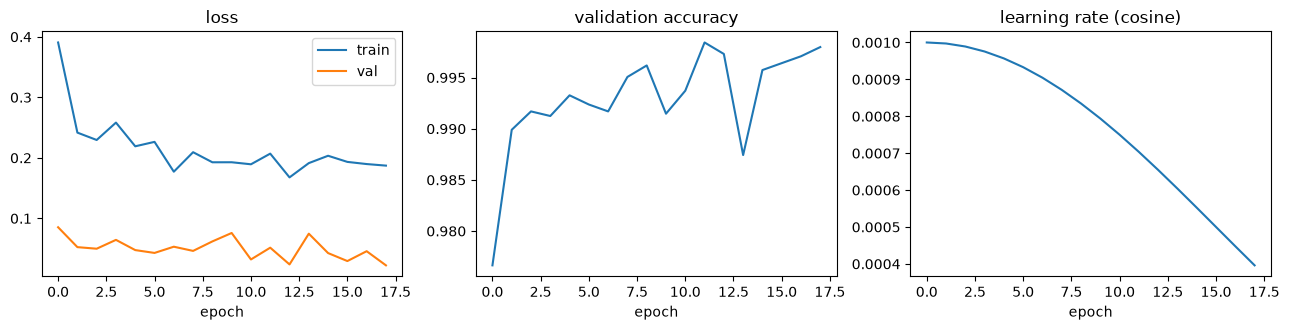 loss
0.4
0.3
0.2
0.1
train
val
0.0 2.5 5.0 7.5 10.0 12.5 15.0 17.5
epoch
validation accuracy
0.995
0.990
0.985
0.980
0.0 2.5 5.0 7.5 10.0 12.5 15.0 17.5
epoch
learning rate (cosine)
0.0010
0.0009
0.0008
0.0007
0.0006
0.0005
0.0004
0.0 2.5 5.0 7.5 10.0 12.5 15.0 17.5
epoch